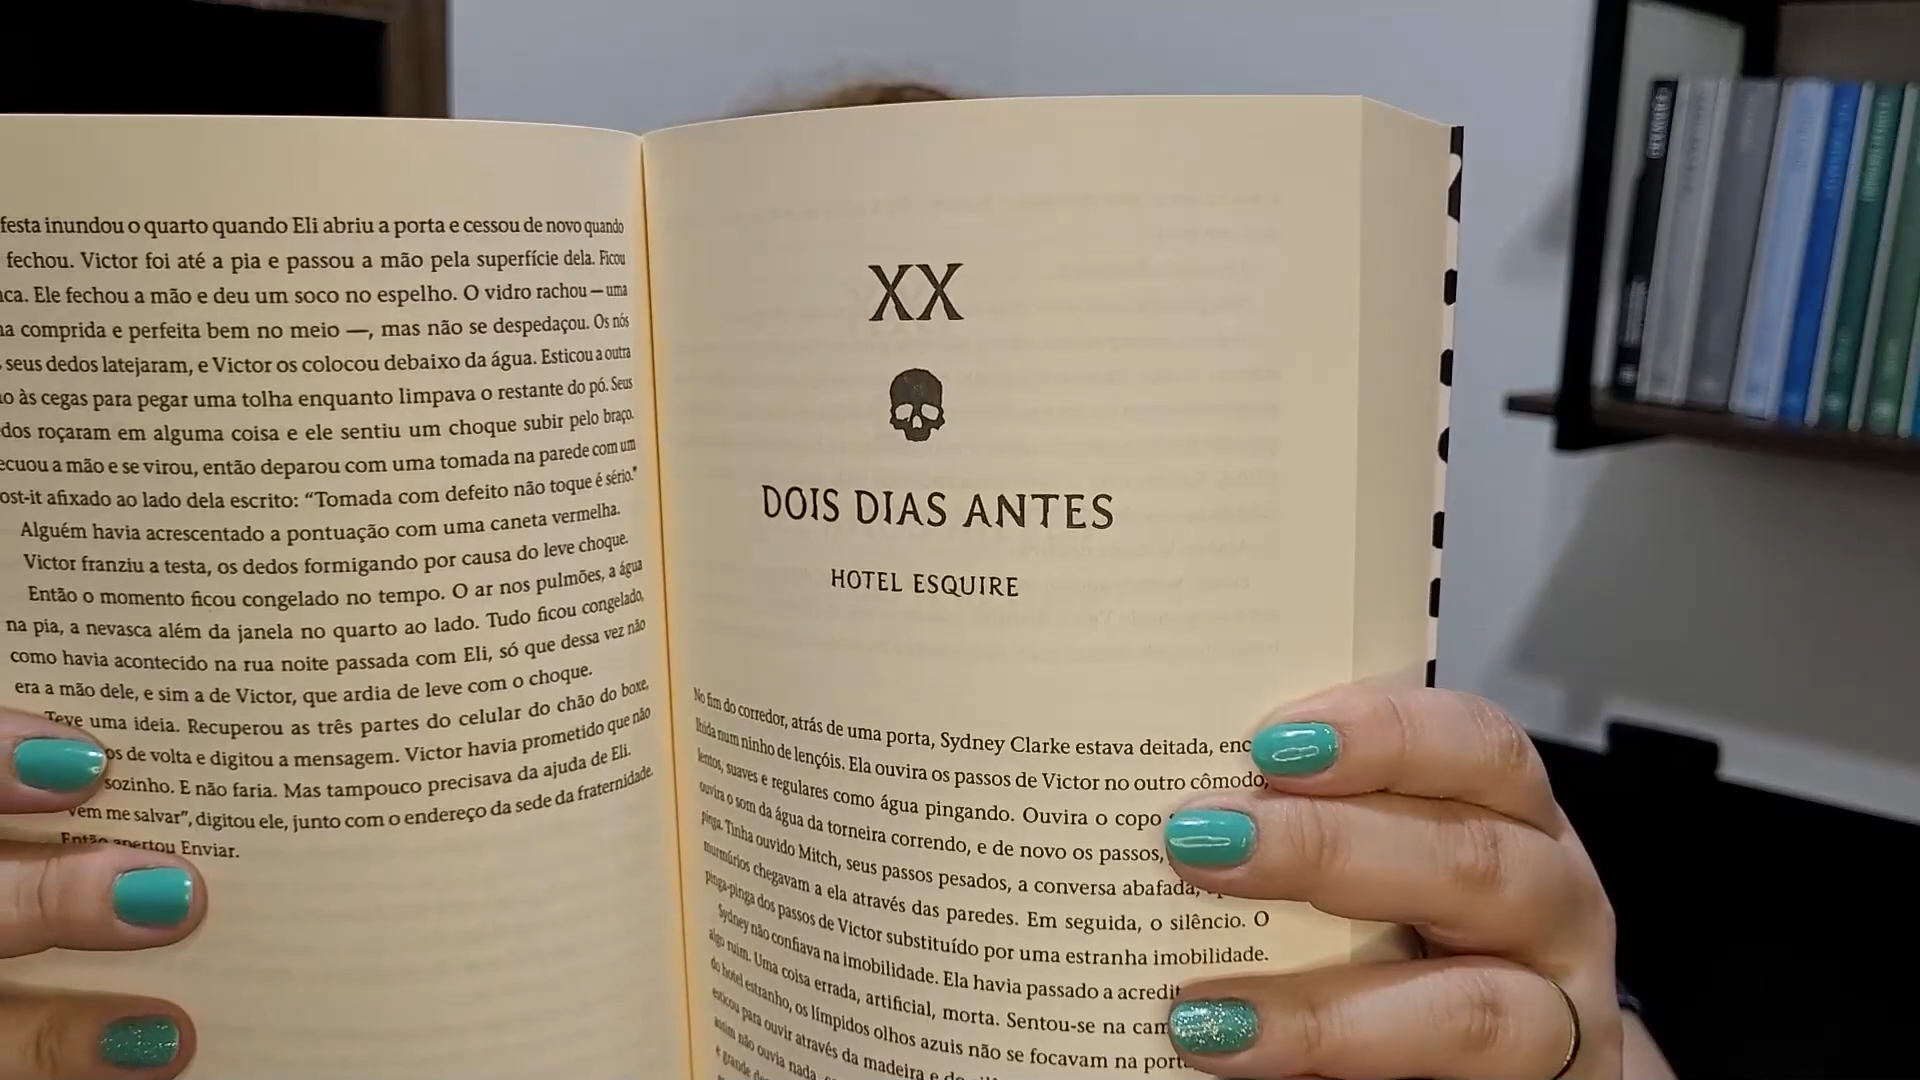 festa inundou o quarto quando Eli abriu a porta e cessou de novo quando
fechou. Victor foi até a pia e passou a mão pela superfície dela. Ficou
Ele fechou a mão e deu um soco no espelho. O vidro rachou — uma
comprida e perfeita bem no meio —, mas não se despedaçou. Os nós
seus dedos latejaram, e Victor os colocou debaixo da água. Esticou a outra
às cegas para pegar uma tolha enquanto limpava o restante do pó. Seus
roçaram em alguma coisa e ele sentiu um choque subir pelo braço.
a mão e se virou, então deparou com uma tomada na parede com um
ost-it afixado ao lado dela escrito: “Tomada com defeito não toque é sério.”
Alguém havia acrescentado a pontuação com uma caneta vermelha.
Victor franziu a testa, os dedos formigando por causa do leve choque.
Então o momento ficou congelado no tempo. O ar nos pulmões, a água
na pia, a nevasca além da janela no quarto ao lado. Tudo ficou congelado,
como havia acontecido na rua noite passada com Eli, só que dessa vez não
era a mão dele, e sim a de Victor, que ardia de leve com o choque.
Teve uma ideia. Recuperou as três partes do celular do chão do boxe,
os de volta e digitou a mensagem. Victor havia prometido que não
sozinho. E não faria. Mas tampouco precisava da ajuda de Eli.
vem me salvar”, digitou ele, junto com o endereço da sede da fraternidade.
Então apertou Enviar.
XX
DOIS DIAS ANTES
HOTEL ESQUIRE
No fim do corredor, atrás de uma porta, Sydney Clarke estava deitada, enc
lhida num ninho de lençóis. Ela ouvira os passos de Victor no outro cômodo,
lentos, suaves e regulares como água pingando. Ouvira o copo
ouvira o som da água da torneira correndo, e de novo os passos,
pinga. Tinha ouvido Mitch, seus passos pesados, a conversa abafada,
murmúrios chegavam a ela através das paredes. Em seguida, o silêncio. O
pinga-pinga dos passos de Victor substituído por uma estranha imobilidade.
Sydney não confiava na imobilidade. Ela havia passado a acredit
algo ruim. Uma coisa errada, artificial, morta. Sentou-se na cam
do hotel estranho, os límpidos olhos azuis não se focavam na port
esticou para ouvir através da madeira e do
assim não ouvia nada,
e grande